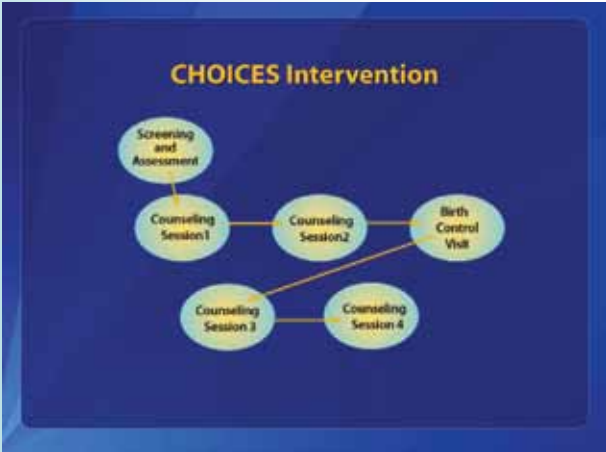 CHOICES Intervention
Screening
and
Assessment
Counseling
Session1
Counseling
Session2
Birth
Control
Visit
Counseling
Session 3
Counseling
Session 4